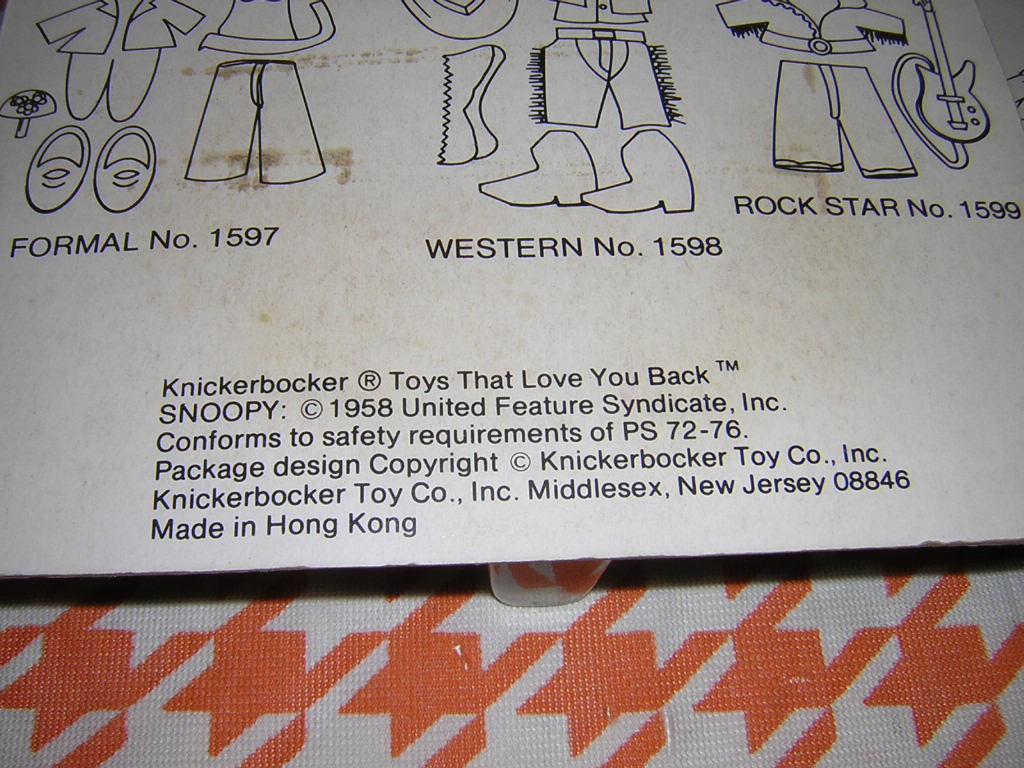 FORMAL No. 1597
WESTERN No. 1598
ROCK STAR No. 1599
Knickerbocker ® Toys That Love You Back ™
SNOOPY: © 1958 United Feature Syndicate, Inc.
Conforms to safety requirements of PS 72-76.
Package design Copyright © Knickerbocker Toy Co., Inc.
Knickerbocker Toy Co., Inc. Middlesex, New Jersey 08846
Made in Hong Kong